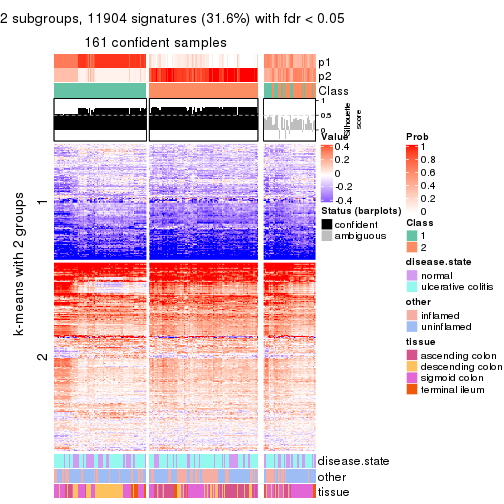 2 subgroups, 11904 signatures (31.6%) with fdr < 0.05
161 confident samples
p1
p2
Class
1
0.5
0
Silhouette
score
k-means with 2 groups
1
2
Value
0.4
0.2
0
-0.2
-0.4
Status (barplots)
confident
ambiguous
Prob
1
0.8
0.6
0.4
0.2
0
Class
1
2
disease.state
normal
ulcerative colitis
other
inflamed
uninflamed
tissue
ascending colon
descending colon
sigmoid colon
terminal ileum
disease.state
other
tissue